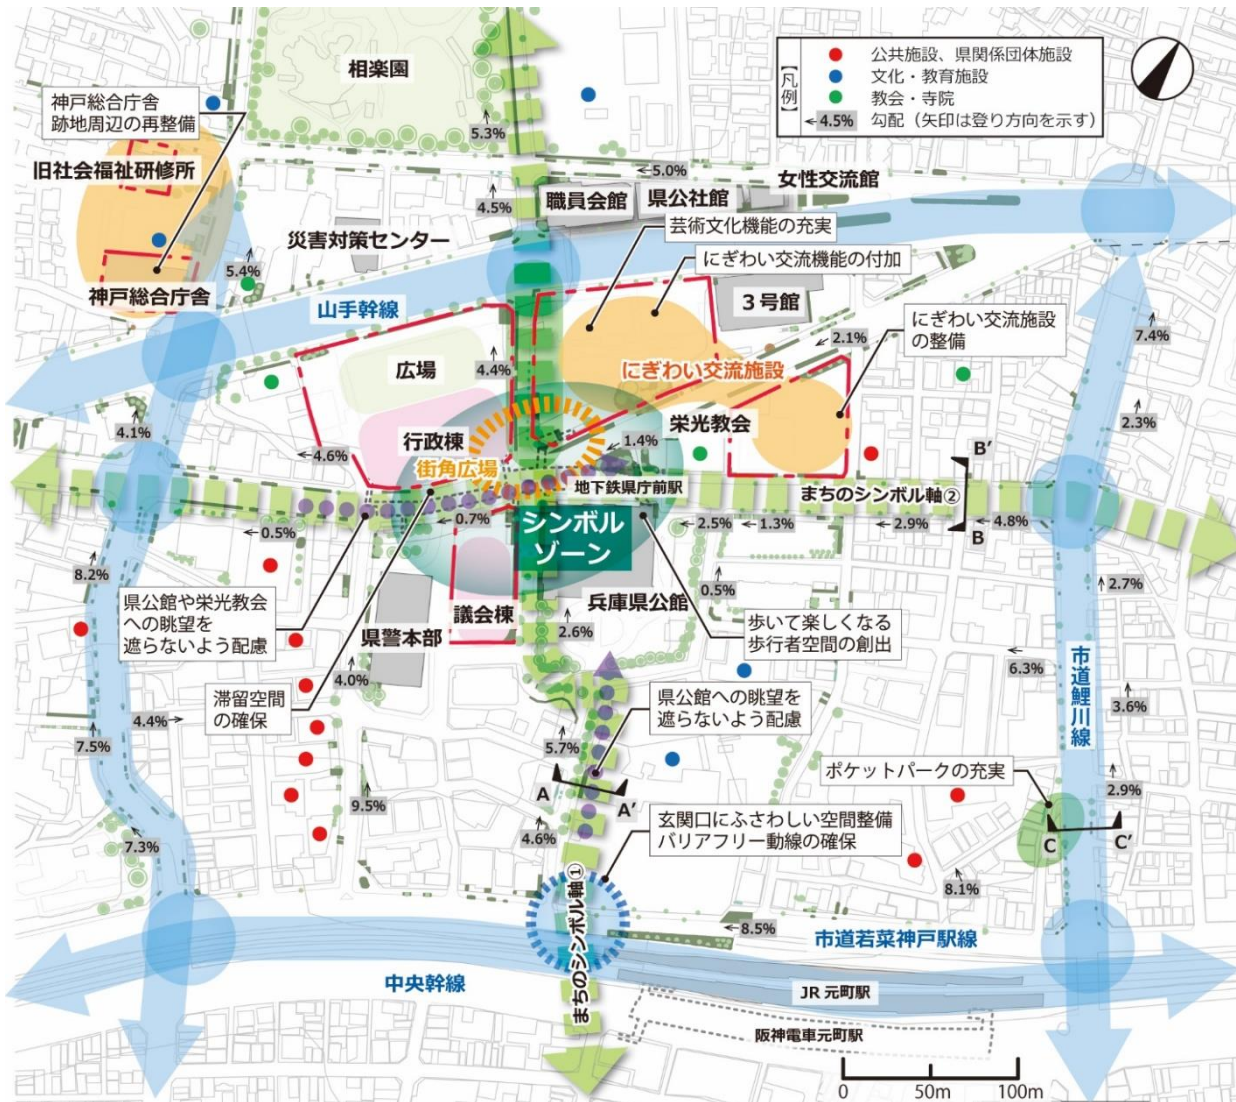 相楽園
神戸総合庁舎
跡地周辺の再整備
旧社会福祉研修所
【凡例】
公共施設、県関係団体施設
文化・教育施設
教会・寺院
4.5%
勾配（矢印は登り方向を示す）
5.3%
5.0%
女性交流館
職員会館
県公社館
4.5%
災害対策センター
芸術文化機能の充実
にぎわい交流機能の付加
5.4%
神戸総合庁舎
山手幹線
3号館
にぎわい交流施設
の整備
2.1%
7.4%
広場
4.4%
にぎわい交流施設
栄光教会
2.3%
4.1%
4.6%
行政棟
街角広場
1.4%
B'
地下鉄県庁前駅
まちのシンボル軸②
0.5%
0.7%
シンボル
ゾーン
2.5%
1.3%
2.9%
4.8%
B
8.2%
県公館や栄光教会
への眺望を
遮らないよう配慮
0.5%
2.7%
兵庫県公館
歩いて楽しくなる
歩行者空間の創出
議会棟
県警本部
2.6%
4.0%
6.3%
市道鯉川線
滞留空間
の確保
県公館への眺望を
遮らないよう配慮
3.6%
4.4%
7.5%
5.7%
ポケットパークの充実
2.9%
A
A'
9.5%
玄関口にふさわしい空間整備
バリアフリー動線の確保
C
C'
4.6%
7.3%
8.1%
まちのシンボル軸①
8.5%
市道若菜神戸駅線
中央幹線
JR 元町駅
阪神電車元町駅
0
50m
100m